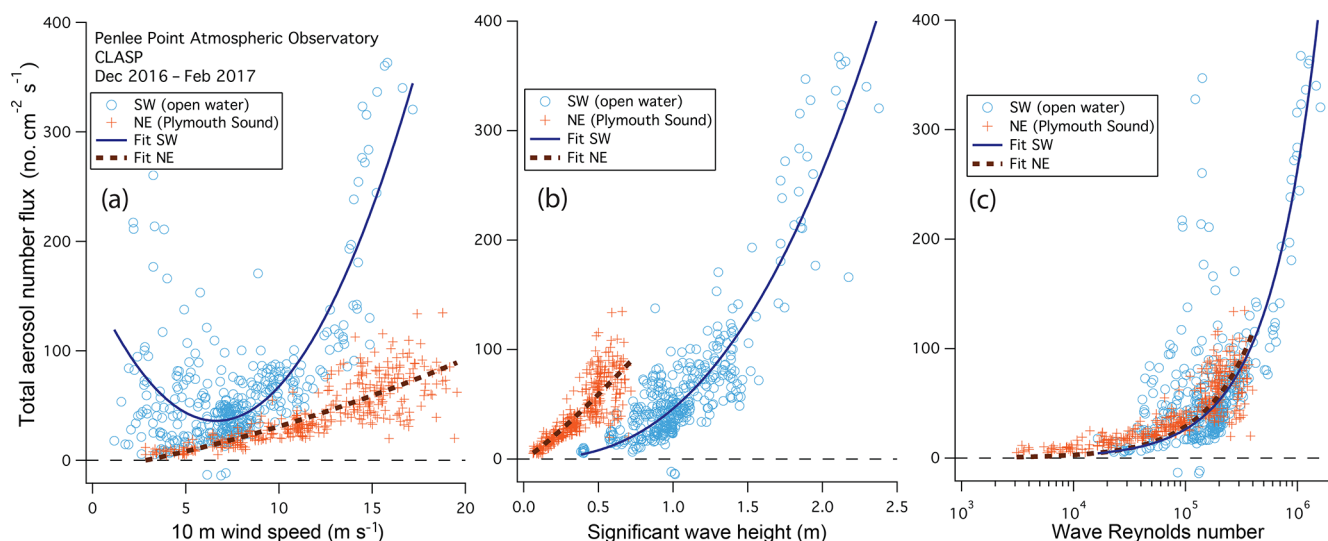 Total aerosol number flux (no. cm⁻² s⁻¹)
400
300
200
100
0
Penlee Point Atmospheric Observatory
CLASP
Dec 2016 – Feb 2017
SW (open water)
NE (Plymouth Sound)
Fit SW
Fit NE
(a)
0 5 10 15 20
10 m wind speed (m s⁻¹)
400
300
200
100
0
SW (open water)
NE (Plymouth Sound)
Fit SW
Fit NE
(b)
0.0 0.5 1.0 1.5 2.0 2.5
Significant wave height (m)
400
300
200
100
0
SW (open water)
NE (Plymouth Sound)
Fit SW
Fit NE
(c)
10³ 10⁴ 10⁵ 10⁶
Wave Reynolds number